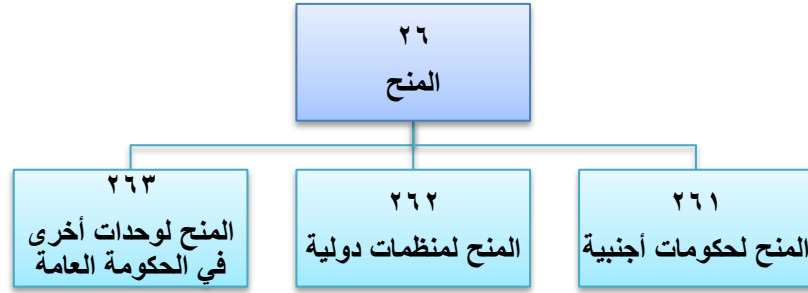 ٢٦
المنح
٢٦١
المنح لحكومات أجنبية
٢٦٢
المنح لمنظمات دولية
٢٦٣
المنح لوحدات أخرى
في الحكومة العامة